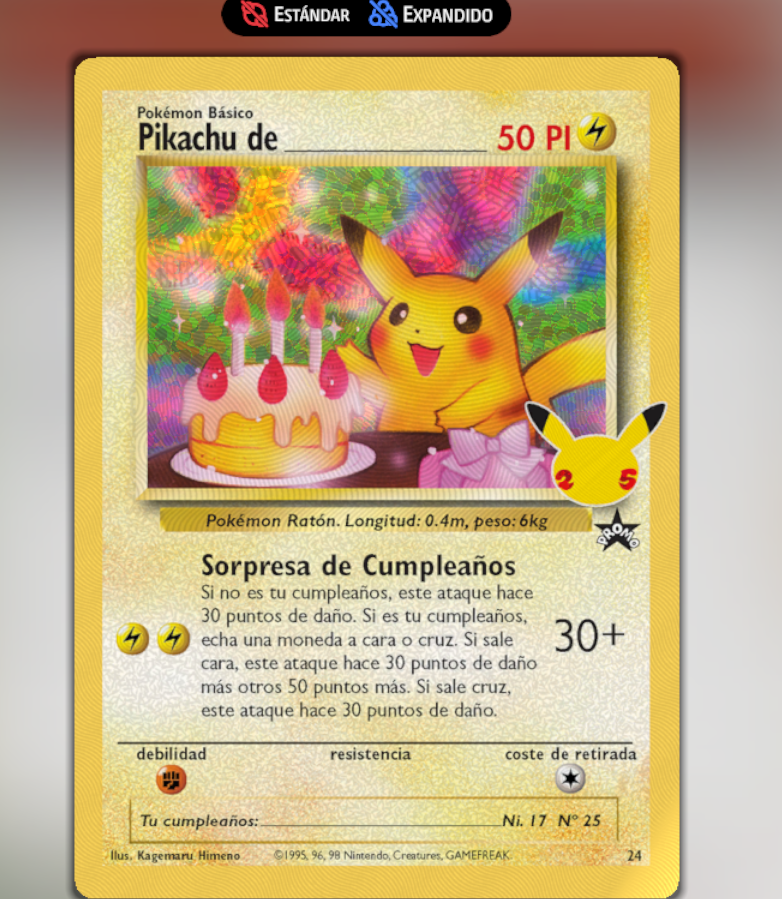 ESTÁNDAR EXPANDIDO
Pokémon Básico
Pikachu de ______________ 50 PI
2 5
Pokémon Ratón. Longitud: 0.4m, peso: 6kg
PROMO
Sorpresa de Cumpleaños
Si no es tu cumpleaños, este ataque hace
30 puntos de daño. Si es tu cumpleaños,
echa una moneda a cara o cruz. Si sale
cara, este ataque hace 30 puntos de daño
más otros 50 puntos más. Si sale cruz,
este ataque hace 30 puntos de daño.
30+
debilidad resistencia coste de retirada
Tu cumpleaños:______________ Ni. 17 Nº 25
Ilus. Kagemaru Himeno ©1995, 96, 98 Nintendo, Creatures, GAMEFREAK. 24